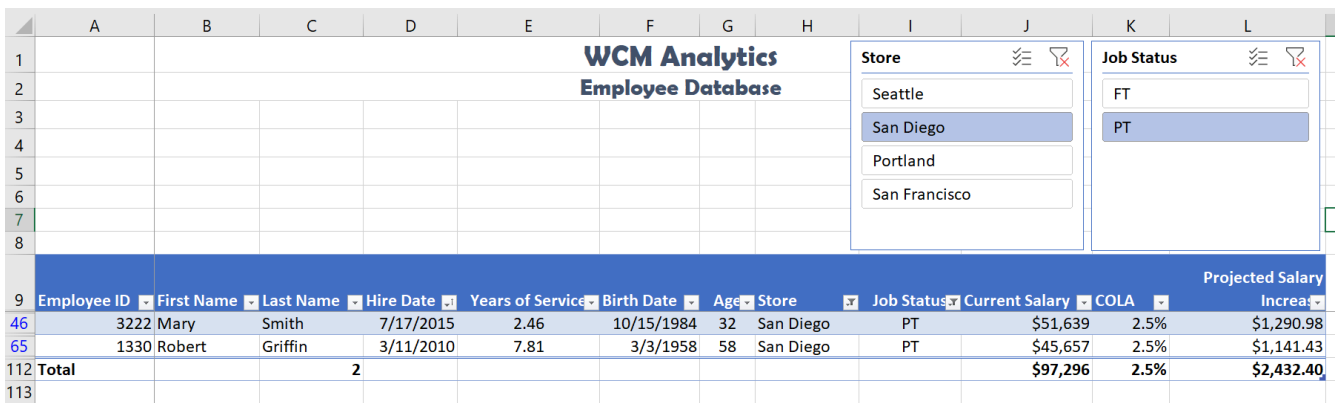 A B C D E F G H I J K L
1 WCM Analytics
2 Employee Database
3
4
5
6
7
8
Store
Seattle
San Diego
Portland
San Francisco
Job Status
FT
PT
9 Employee ID First Name Last Name Hire Date Years of Service Birth Date Age Store Job Status Current Salary COLA Projected Salary Increas
46 3222 Mary Smith 7/17/2015 2.46 10/15/1984 32 San Diego PT $51,639 2.5% $1,290.98
65 1330 Robert Griffin 3/11/2010 7.81 3/3/1958 58 San Diego PT $45,657 2.5% $1,141.43
112 Total 2 $97,296 2.5% $2,432.40
113